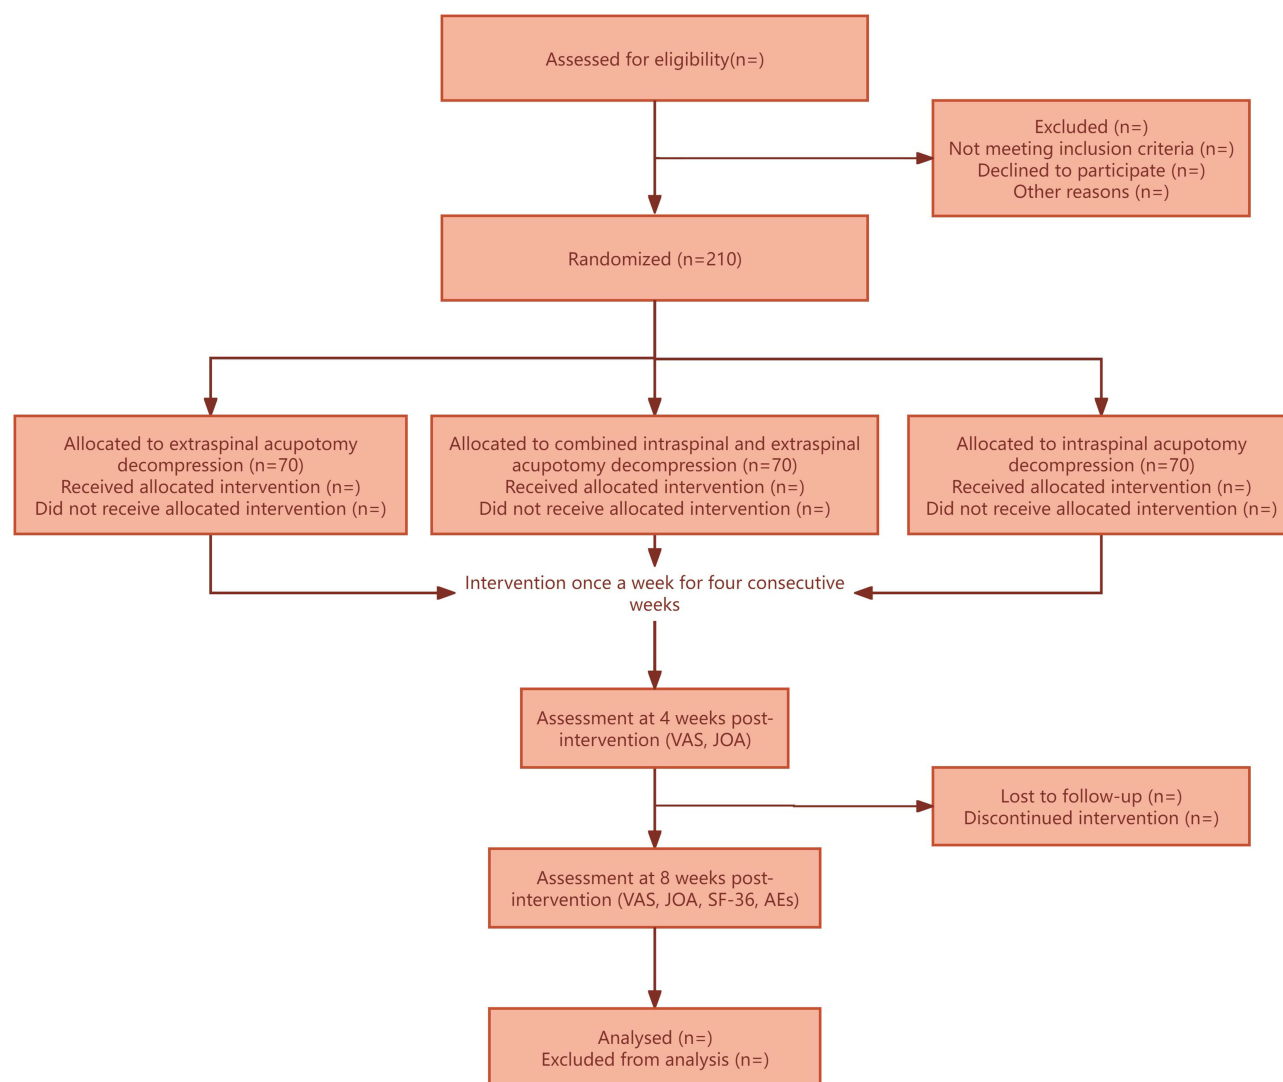 Assessed for eligibility(n=)
Excluded (n=)
Not meeting inclusion criteria (n=)
Declined to participate (n=)
Other reasons (n=)
Randomized (n=210)
Allocated to extraspinal acupotomy
decompression (n=70)
Received allocated intervention (n=)
Did not receive allocated intervention (n=)
Allocated to combined intraspinal and extraspinal
acupotomy decompression (n=70)
Received allocated intervention (n=)
Did not receive allocated intervention (n=)
Allocated to intraspinal acupotomy
decompression (n=70)
Received allocated intervention (n=)
Did not receive allocated intervention (n=)
Intervention once a week for four consecutive
weeks
Assessment at 4 weeks post-
intervention (VAS, JOA)
Lost to follow-up (n=)
Discontinued intervention (n=)
Assessment at 8 weeks post-
intervention (VAS, JOA, SF-36, AEs)
Analysed (n=)
Excluded from analysis (n=)